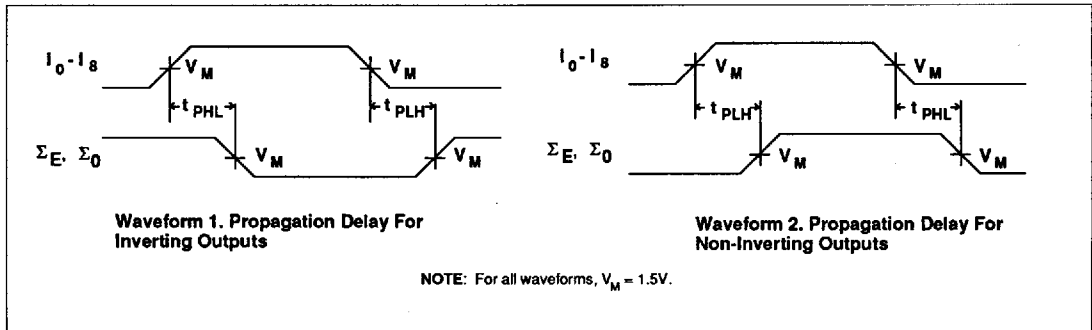 I0-I8
VM
VM
tPHL
tPLH
ΣE, Σ0
VM
VM
Waveform 1. Propagation Delay For
Inverting Outputs
I0-I8
VM
VM
tPLH
tPHL
ΣE, Σ0
VM
VM
Waveform 2. Propagation Delay For
Non-Inverting Outputs
NOTE: For all waveforms, VM = 1.5V.